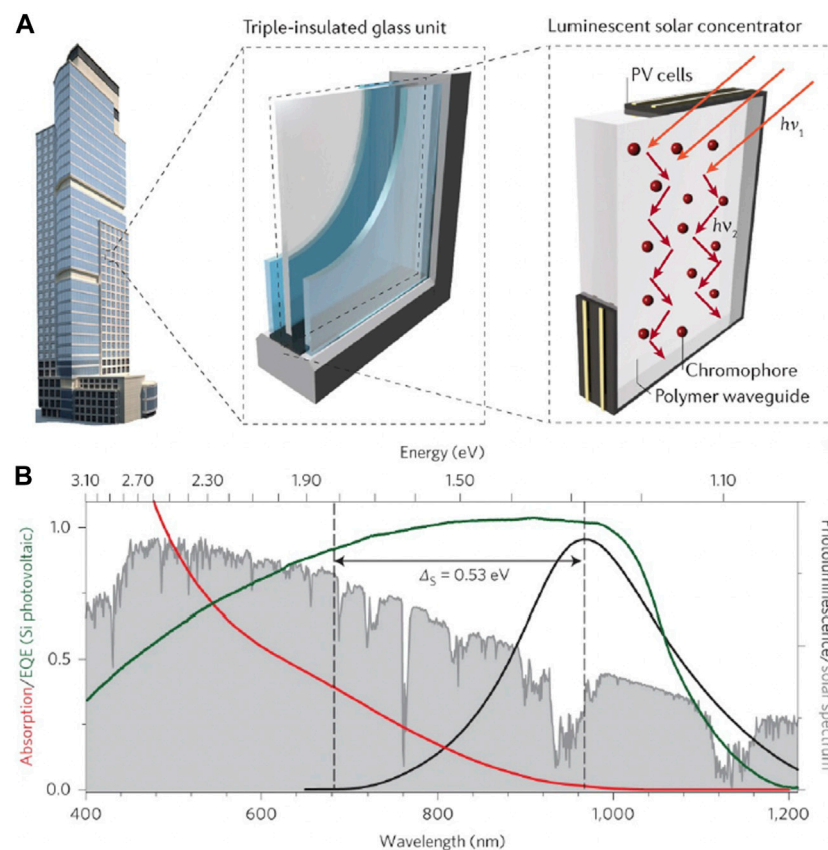 A
Triple-insulated glass unit
Luminescent solar concentrator
PV cells
hν₁
hν₂
Chromophore
Polymer waveguide
B
Energy (eV)
3.10 2.70 2.30 1.90 1.50 1.10
Absorption/EQE (Si photovoltaic)
1.0
0.5
0.0
ΔS = 0.53 eV
Photoluminescence/solar spectrum
400 600 800 1,000 1,200
Wavelength (nm)